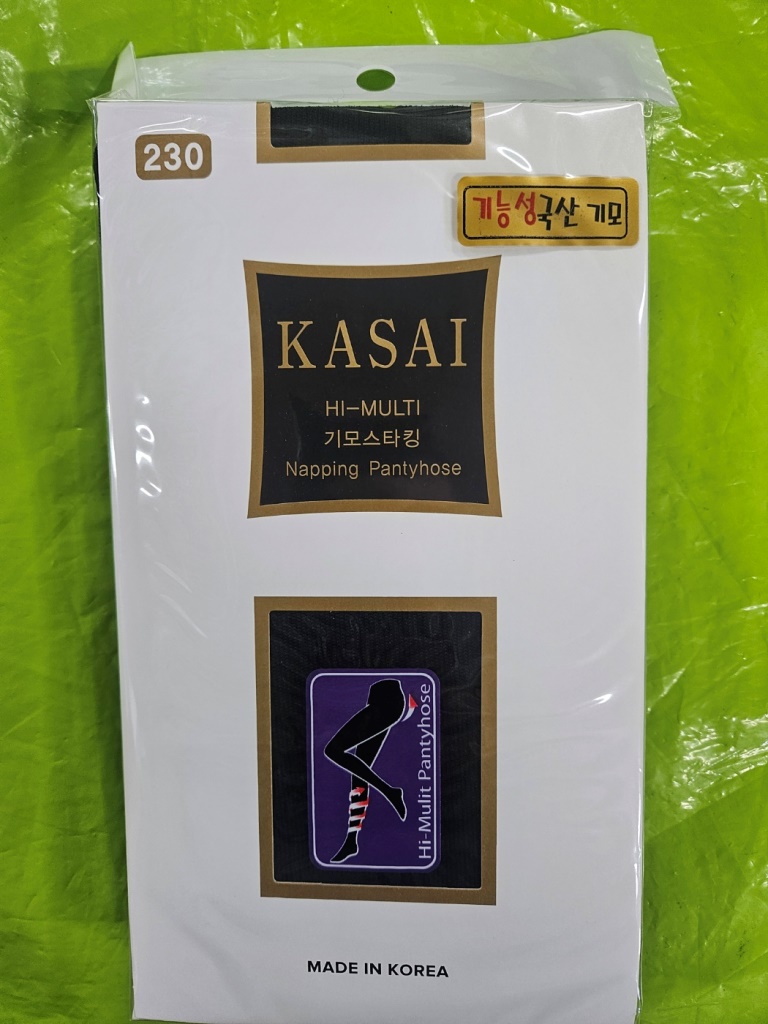 230
기능성국산 기모
KASAI
HI-MULTI
기모스타킹
Napping Pantyhose
Hi-Mulit Pantyhose
MADE IN KOREA